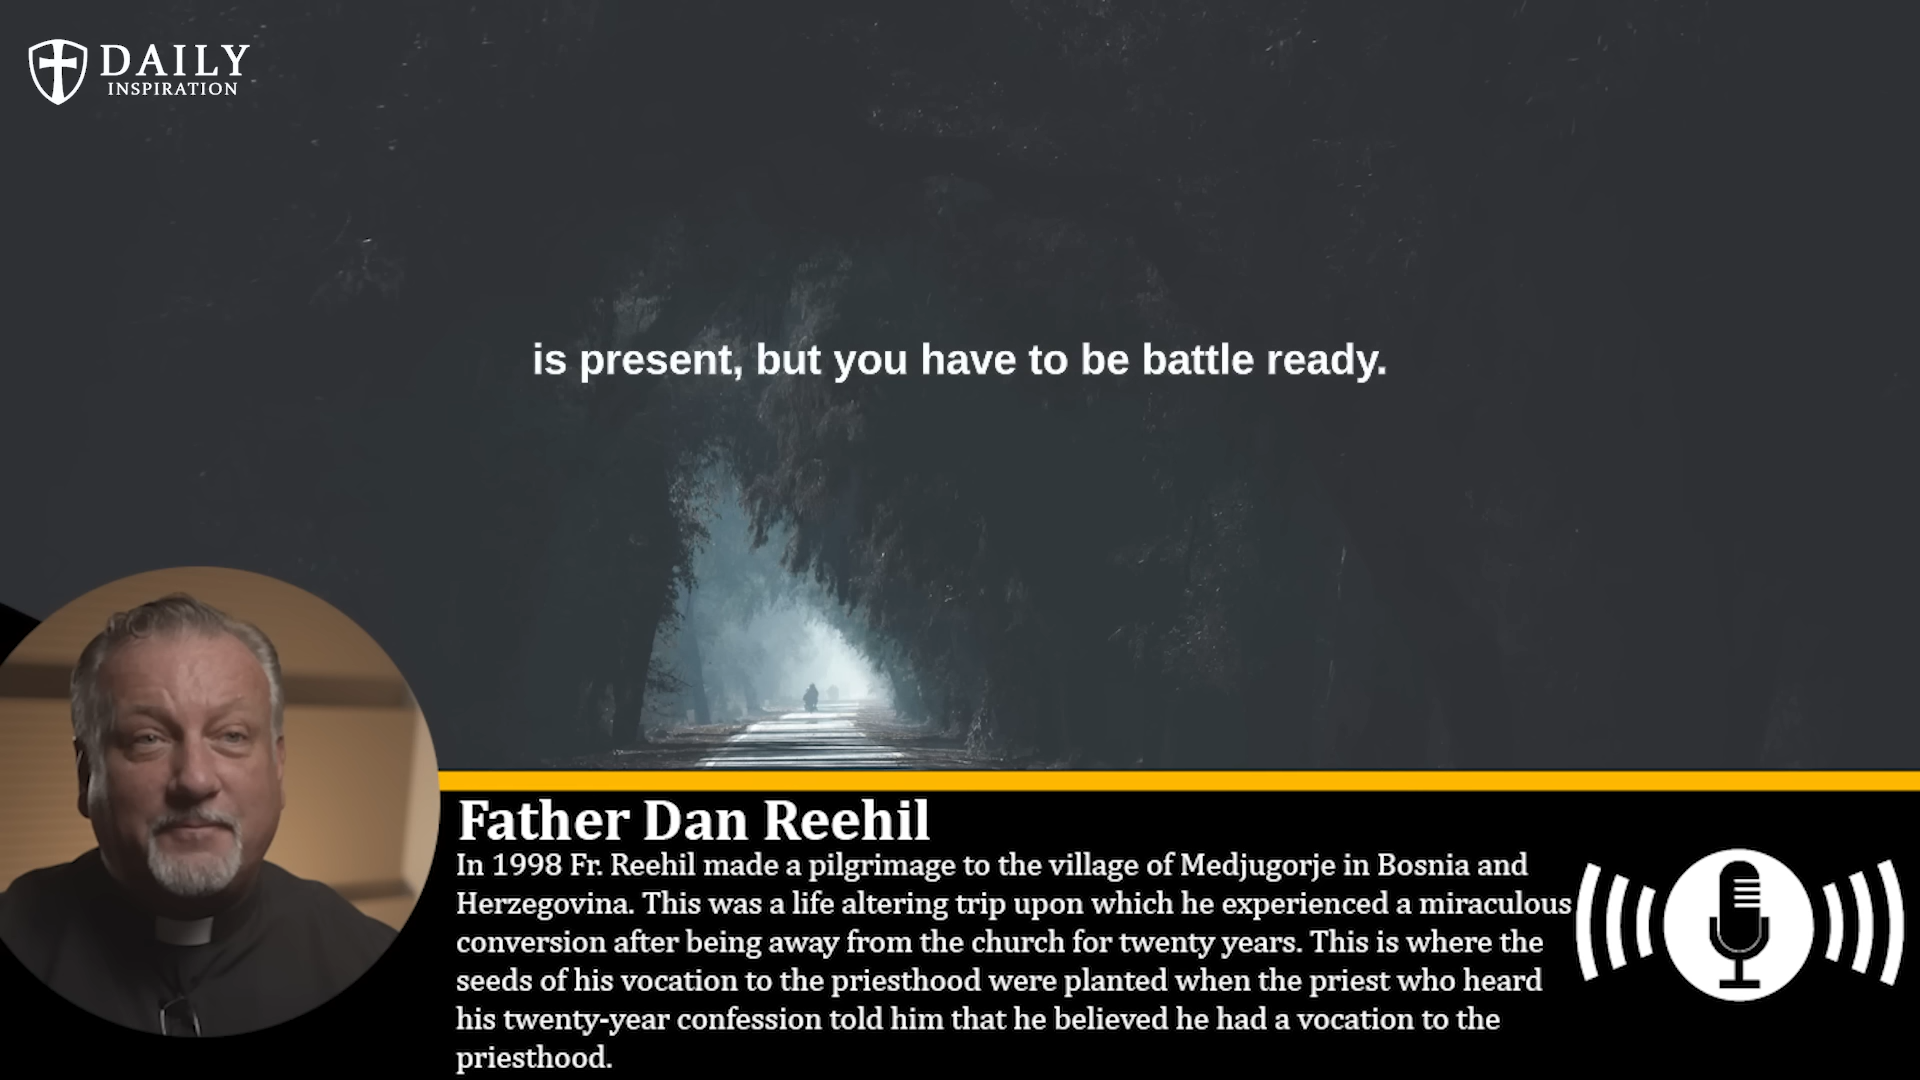 DAILY
INSPIRATION
is present, but you have to be battle ready.
Father Dan Reehil
In 1998 Fr. Reehil made a pilgrimage to the village of Medjugorje in Bosnia and
Herzegovina. This was a life altering trip upon which he experienced a miraculous
conversion after being away from the church for twenty years. This is where the
seeds of his vocation to the priesthood were planted when the priest who heard
his twenty-year confession told him that he believed he had a vocation to the
priesthood.